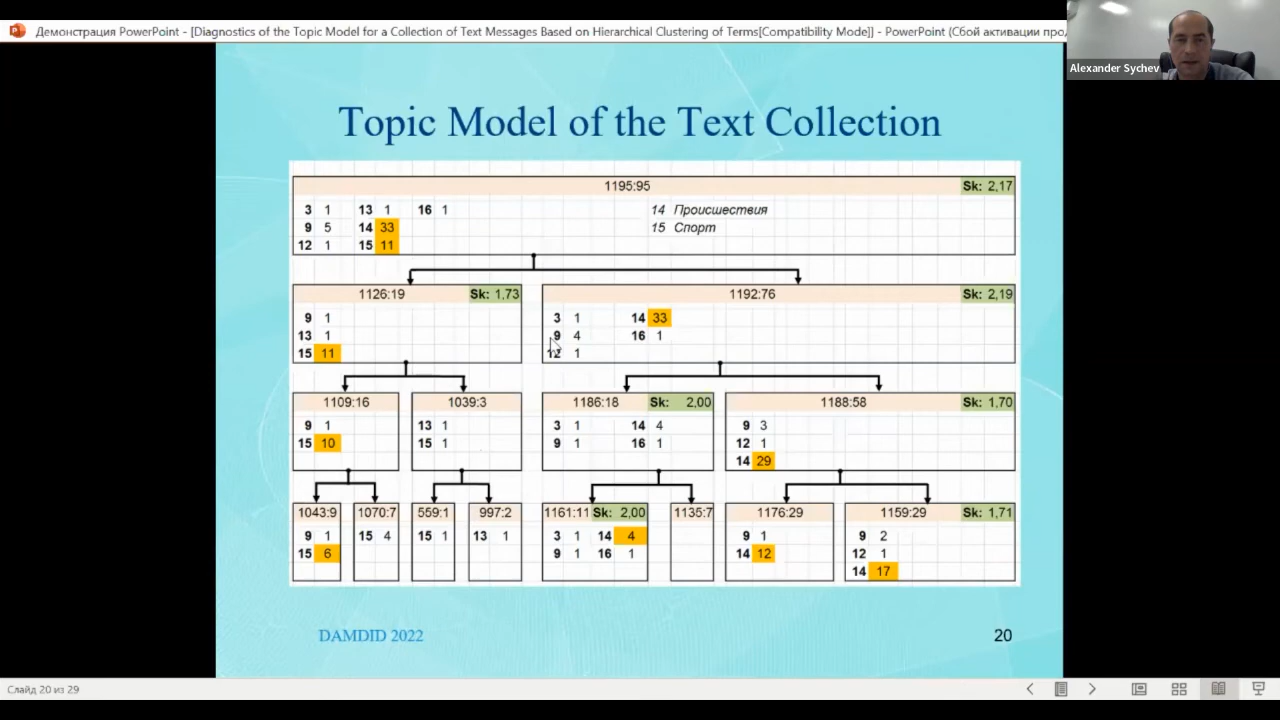 Демонстрация PowerPoint - [Diagnostics of the Topic Model for a Collection of Text Messages Based on Hierarchical Clustering of Terms[Compatibility Mode]] - PowerPoint (Сбой активации про
Alexander Sychev
Topic Model of the Text Collection
1195:95 Sk: 2,17
3 1 13 1 16 1 14 Происшествия
9 5 14 33 15 Спорт
12 1 15 11
1126:19 Sk: 1,73 1192:76 Sk: 2,19
9 1 3 1 14 33
13 1 9 4 16 1
15 11 12 1
1109:16 1039:3 1186:18 Sk: 2,00 1188:58 Sk: 1,70
9 1 13 1 3 1 14 4 9 3
15 10 15 1 9 1 16 1 12 1
14 29
1043:9 1070:7 559:1 997:2 1161:11 Sk: 2,00 1135:7 1176:29 1159:29 Sk: 1,71
9 1 15 4 15 1 13 1 3 1 14 4 9 1 9 2
15 6 9 1 16 1 14 12 12 1
14 17
DAMDID 2022 20
Слайд 20 из 29